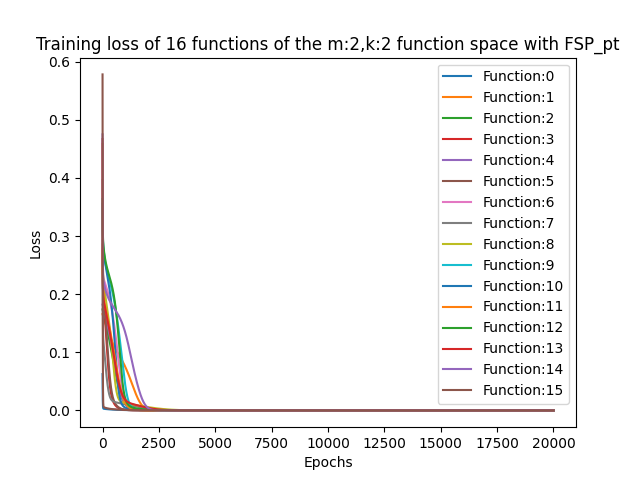 Training loss of 16 functions of the m:2,k:2 function space with FSP_pt
Loss
0.6
0.5
0.4
0.3
0.2
0.1
0.0
Function:0
Function:1
Function:2
Function:3
Function:4
Function:5
Function:6
Function:7
Function:8
Function:9
Function:10
Function:11
Function:12
Function:13
Function:14
Function:15
0 2500 5000 7500 10000 12500 15000 17500 20000
Epochs